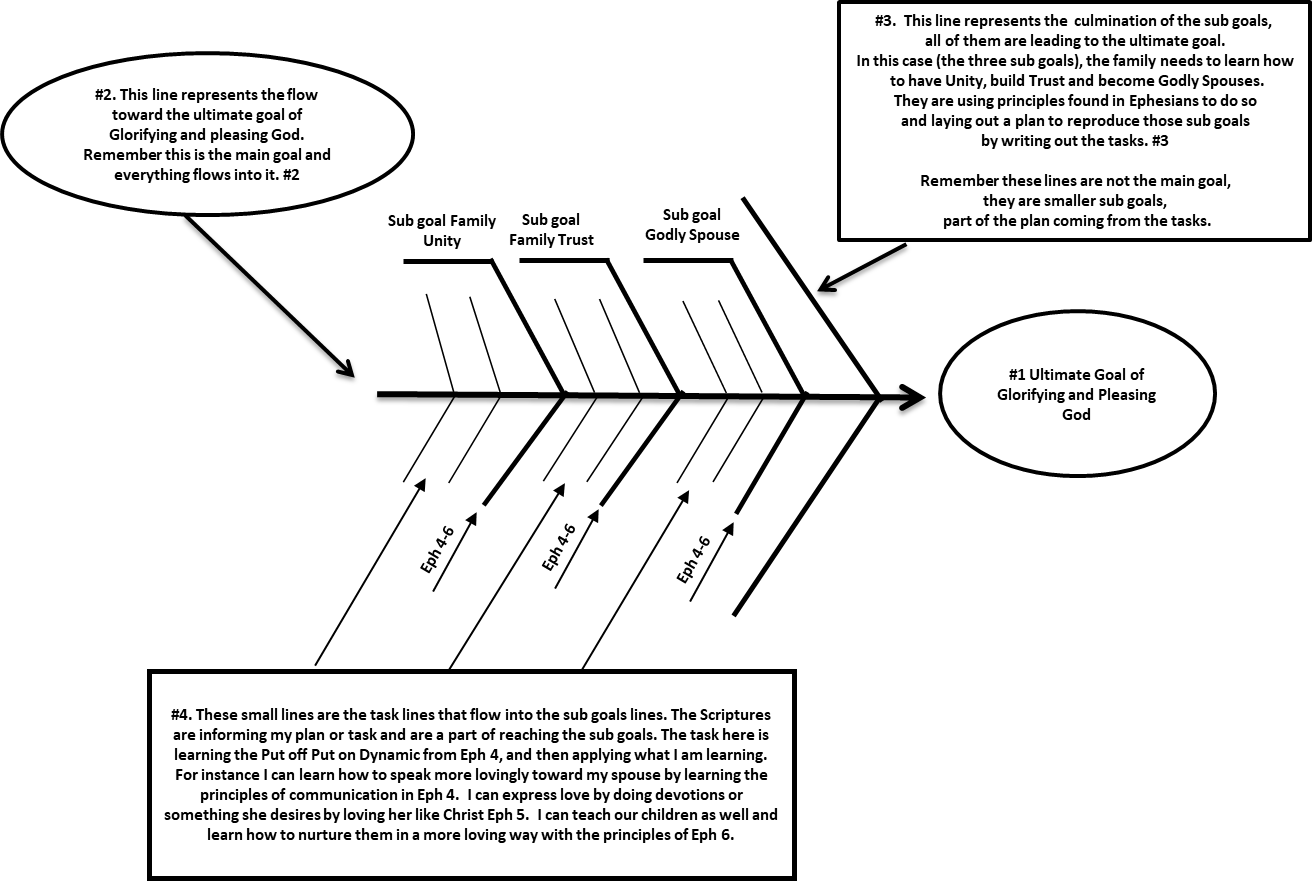 #2. This line represents the flow
toward the ultimate goal of
Glorifying and pleasing God.
Remember this is the main goal and
everything flows into it. #2
#3.  This line represents the  culmination of the sub goals,
all of them are leading to the ultimate goal.
In this case (the three sub goals), the family needs to learn how
to have Unity, build Trust and become Godly Spouses.
They are using principles found in Ephesians to do so
and laying out a plan to reproduce those sub goals
by writing out the tasks. #3
Remember these lines are not the main goal,
they are smaller sub goals,
part of the plan coming from the tasks.
Sub goal Family
Unity
Sub goal
Family Trust
Sub goal
Godly Spouse
#1 Ultimate Goal of
Glorifying and Pleasing
God
Eph 4-6
Eph 4-6
Eph 4-6
#4. These small lines are the task lines that flow into the sub goals lines. The Scriptures
are informing my plan or task and are a part of reaching the sub goals. The task here is
learning the Put off Put on Dynamic from Eph 4, and then applying what I am learning.
For instance I can learn how to speak more lovingly toward my spouse by learning the
principles of communication in Eph 4.  I can express love by doing devotions or
something she desires by loving her like Christ Eph 5.  I can teach our children as well and
learn how to nurture them in a more loving way with the principles of Eph 6.